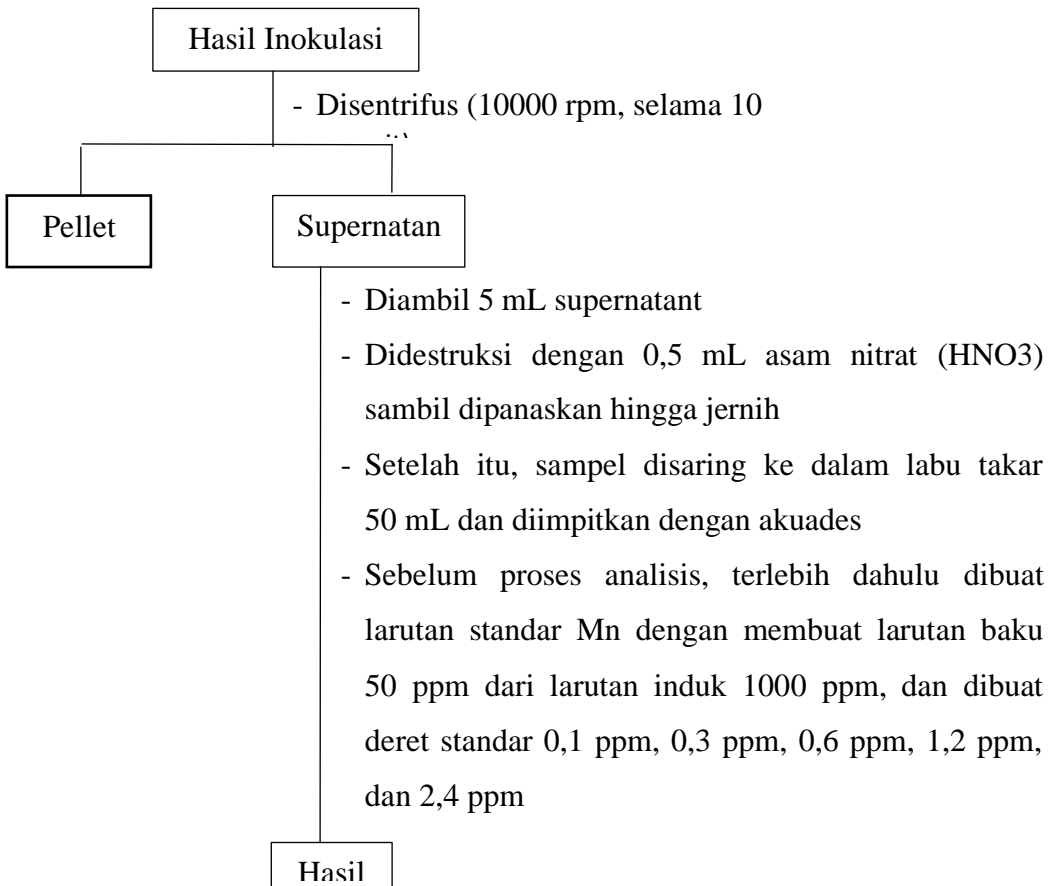 Hasil Inokulasi
- Disentrifus (10000 rpm, selama 10
Pellet
Supernatan
- Diambil 5 mL supernatant
- Didestruksi dengan 0,5 mL asam nitrat (HNO3)
sambil dipanaskan hingga jernih
- Setelah itu, sampel disaring ke dalam labu takar
50 mL dan diimpitkan dengan akuades
- Sebelum proses analisis, terlebih dahulu dibuat
larutan standar Mn dengan membuat larutan baku
50 ppm dari larutan induk 1000 ppm, dan dibuat
deret standar 0,1 ppm, 0,3 ppm, 0,6 ppm, 1,2 ppm,
dan 2,4 ppm
Hasil